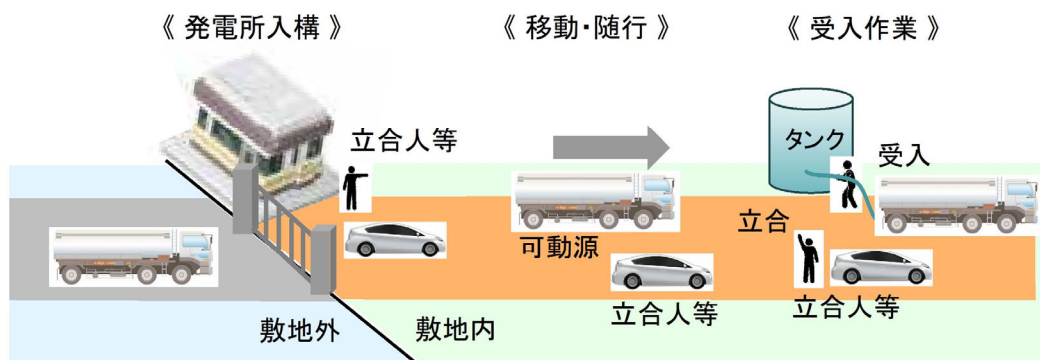 《 発電所入構 》
《 移動・随行 》
《 受入作業 》
立合人等
タンク
受入
可動源
立合
立合人等
立合人等
敷地外
敷地内